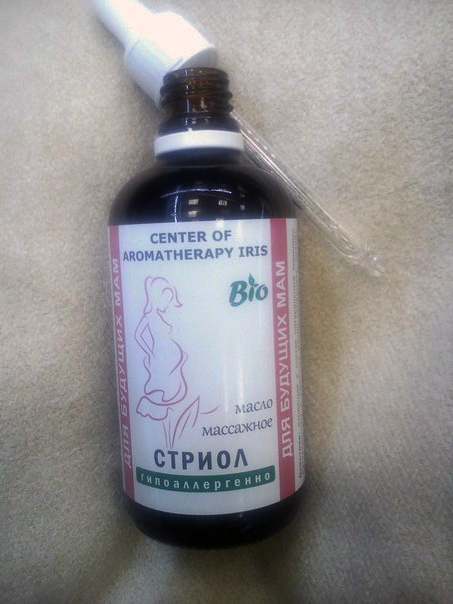 CENTER OF
AROMATHERAPY IRIS
Bio
ДЛЯ БУДУЩИХ МАМ
масло
массажное
СТРИОЛ
гипоаллергенно
ДЛЯ БУДУЩИХ МАМ